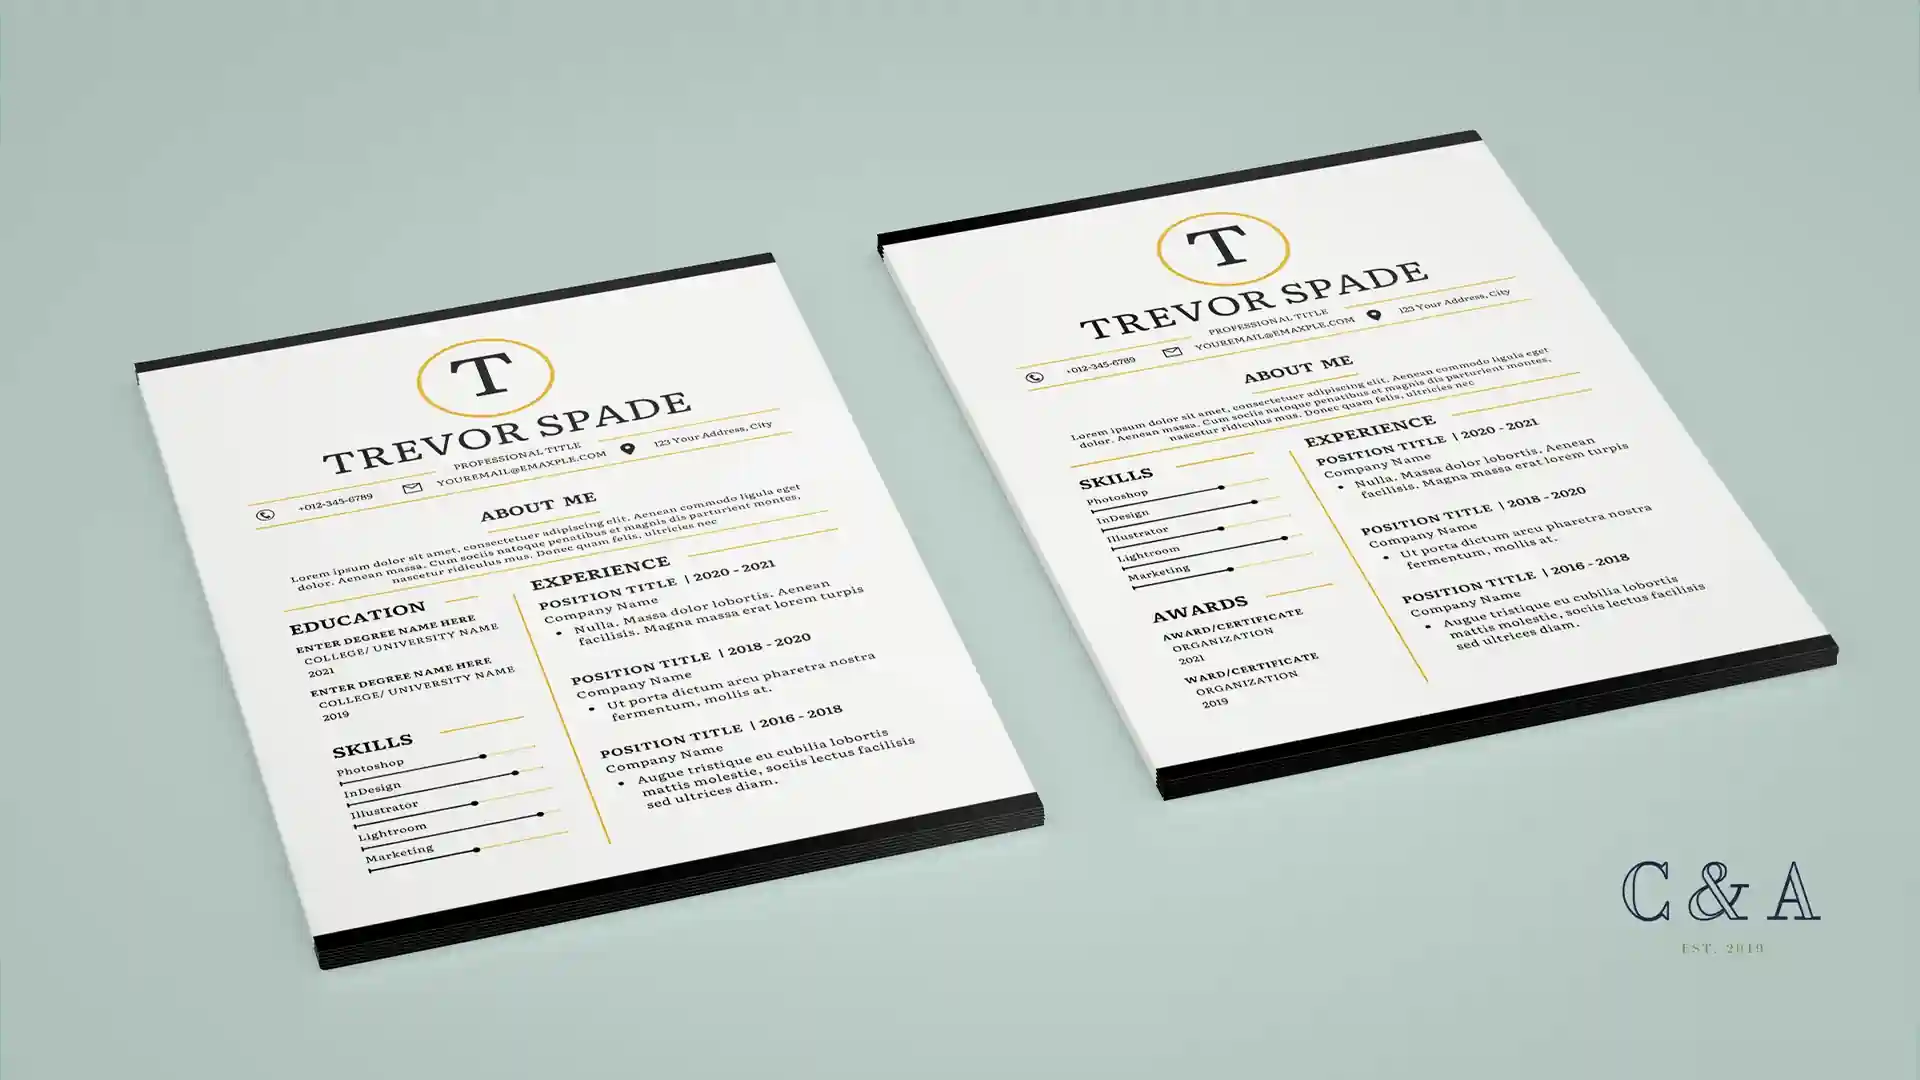 T
TREVOR SPADE
PROFESSIONAL TITLE
+012-345-6789
YOUREMAIL@EMAXPLE.COM
123 Your Address, City
ABOUT ME
Lorem ipsum dolor sit amet, consectetuer adipiscing elit. Aenean commodo ligula eget
dolor. Aenean massa. Cum sociis natoque penatibus et magnis dis parturient montes,
nascetur ridiculus mus. Donec quam felis, ultricies nec
EDUCATION
ENTER DEGREE NAME HERE
COLLEGE/ UNIVERSITY NAME
2021
ENTER DEGREE NAME HERE
COLLEGE/ UNIVERSITY NAME
2019
SKILLS
Photoshop
InDesign
Illustrator
Lightroom
Marketing
EXPERIENCE
POSITION TITLE | 2020 - 2021
Company Name
• Nulla. Massa dolor lobortis. Aenean
facilisis. Magna massa erat lorem turpis
POSITION TITLE | 2018 - 2020
Company Name
• Ut porta dictum arcu pharetra nostra
fermentum, mollis at.
POSITION TITLE | 2016 - 2018
Company Name
• Augue tristique eu cubilia lobortis
mattis molestie, sociis lectus facilisis
sed ultrices diam.
T
TREVOR SPADE
PROFESSIONAL TITLE
+012-345-6789
YOUREMAIL@EMAXPLE.COM
123 Your Address, City
ABOUT ME
Lorem ipsum dolor sit amet, consectetuer adipiscing elit. Aenean commodo ligula eget
dolor. Aenean massa. Cum sociis natoque penatibus et magnis dis parturient montes,
nascetur ridiculus mus. Donec quam felis, ultricies nec
SKILLS
Photoshop
InDesign
Illustrator
Lightroom
Marketing
AWARDS
AWARD/CERTIFICATE
ORGANIZATION
2021
WARD/CERTIFICATE
ORGANIZATION
2019
EXPERIENCE
POSITION TITLE | 2020 - 2021
Company Name
• Nulla. Massa dolor lobortis. Aenean
facilisis. Magna massa erat lorem turpis
POSITION TITLE | 2018 - 2020
Company Name
• Ut porta dictum arcu pharetra nostra
fermentum, mollis at.
POSITION TITLE | 2016 - 2018
Company Name
• Augue tristique eu cubilia lobortis
mattis molestie, sociis lectus facilisis
sed ultrices diam.
C & A
EST. 2019